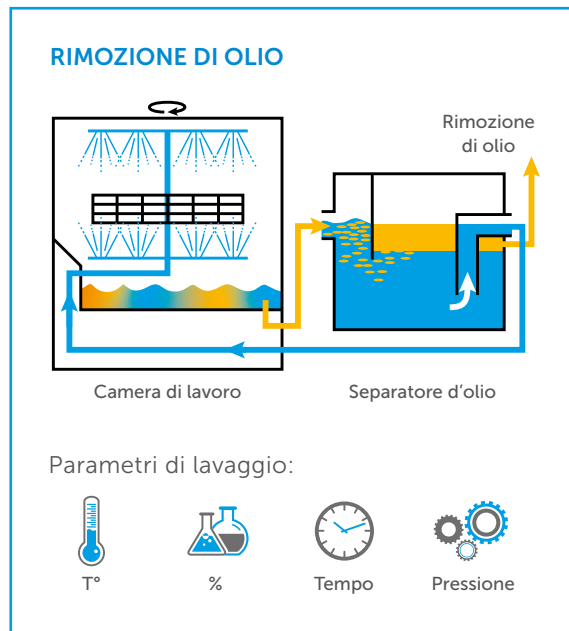 RIMOZIONE DI OLIO
Rimozione
di olio
Camera di lavoro
Separatore d'olio
Parametri di lavaggio:
T°
%
Tempo
Pressione